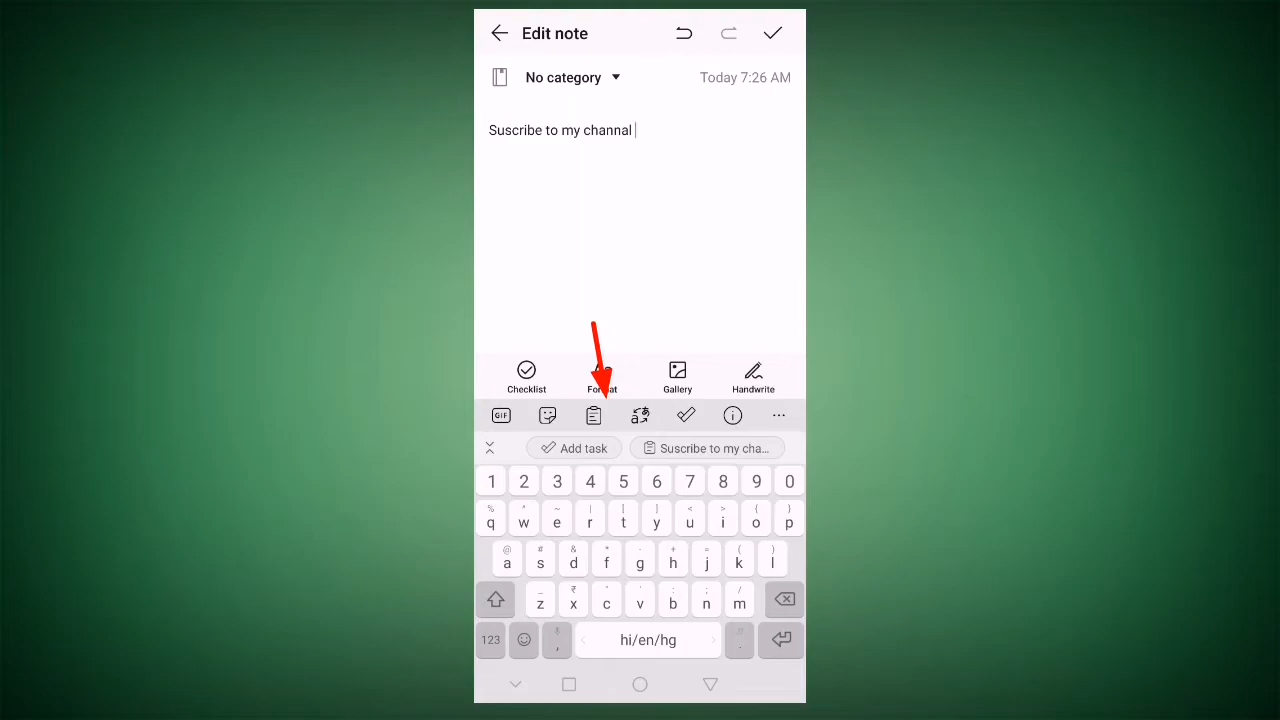 Edit note
No category
Today 7:26 AM
Suscribe to my channal
Checklist
Format
Gallery
Handwrite
GIF
Add task
Suscribe to my cha...
1 2 3 4 5 6 7 8 9 0
% ^ ~ | [ ] < > { }
q w e r t y u i o p
@ # & * - + = ( )
a s d f g h j k l
_ ₹ " ' : ; /
z x c v b n m
123 , hi/en/hg .